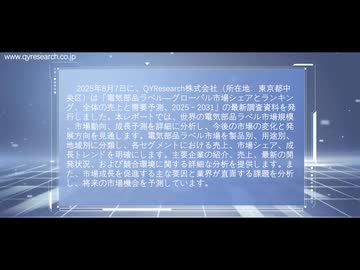 www.qyresearch.co.jp
2025年8月7日に、QYResearch株式会社（所在地 東京都中
央区）は「電気部品ラベル―グローバル市場シェアとランキン
グ、全体の売上と需要予測、2025～2031」の最新調査資料を発
行しました。本レポートでは、世界の電気部品ラベル市場規模
、市場動向、成長予測を詳細に分析し、今後の市場の変化と発
展方向を見通します。電気部品ラベル市場を製品別、用途別、
地域別に分類し、各セグメントにおける売上、市場シェア、成
長トレンドを明確にします。主要企業の紹介、売上、最新の開
発状況、および競合環境に関する詳細な分析を提供します。ま
た、市場成長を促進する主な要因と業界が直面する課題を分析
し、将来の市場機会を予測しています。